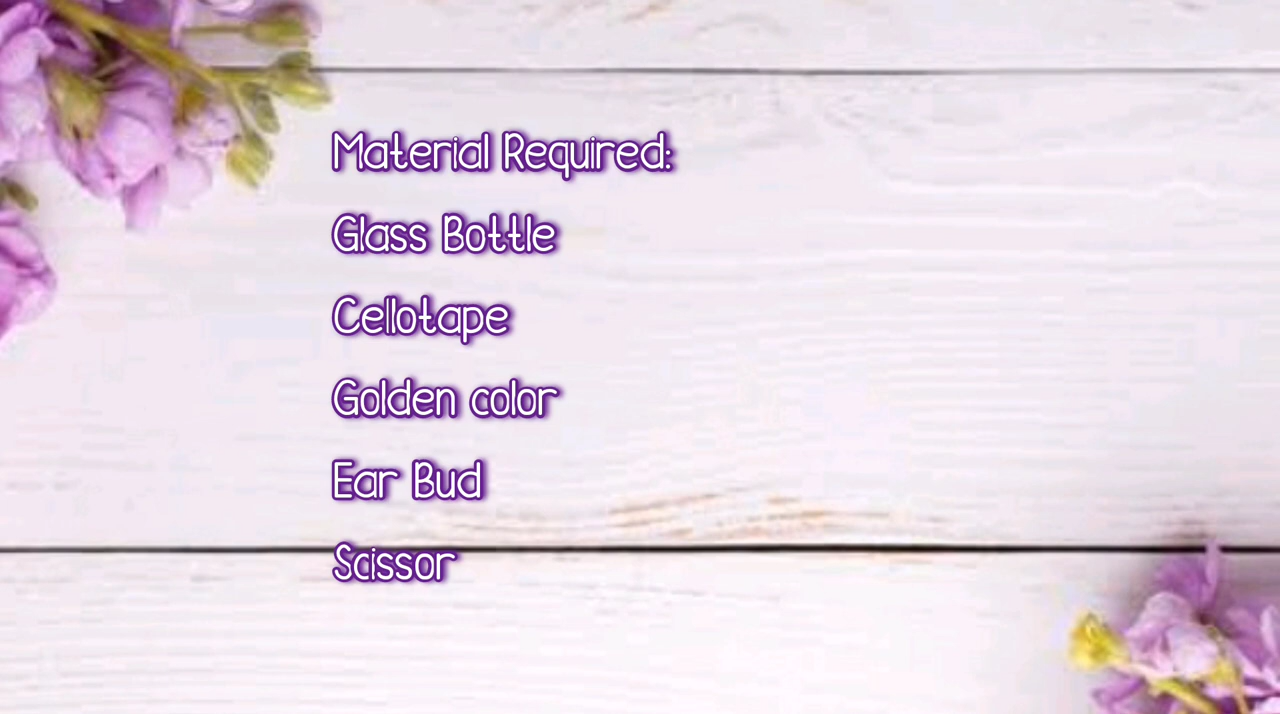 Material Required:
Glass Bottle
Cellotape
Golden color
Ear Bud
Scissor